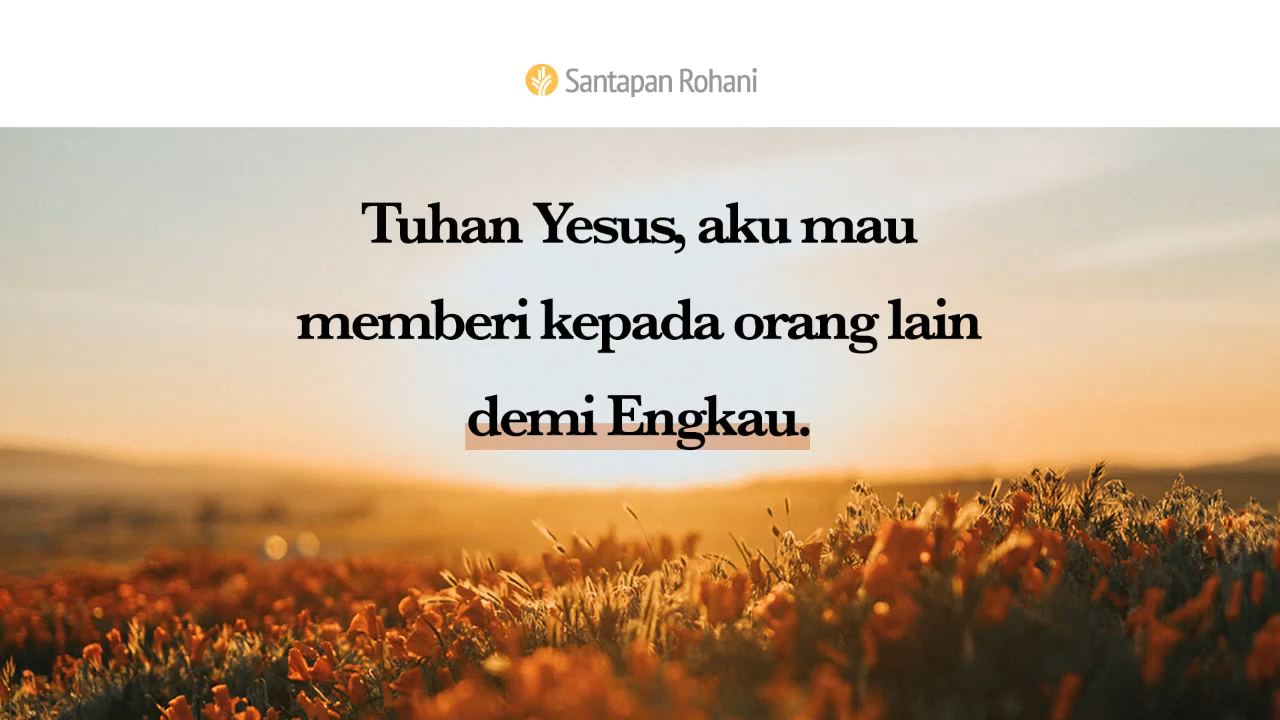 Santapan Rohani
Tuhan Yesus, aku mau
memberi kepada orang lain
demi Engkau.